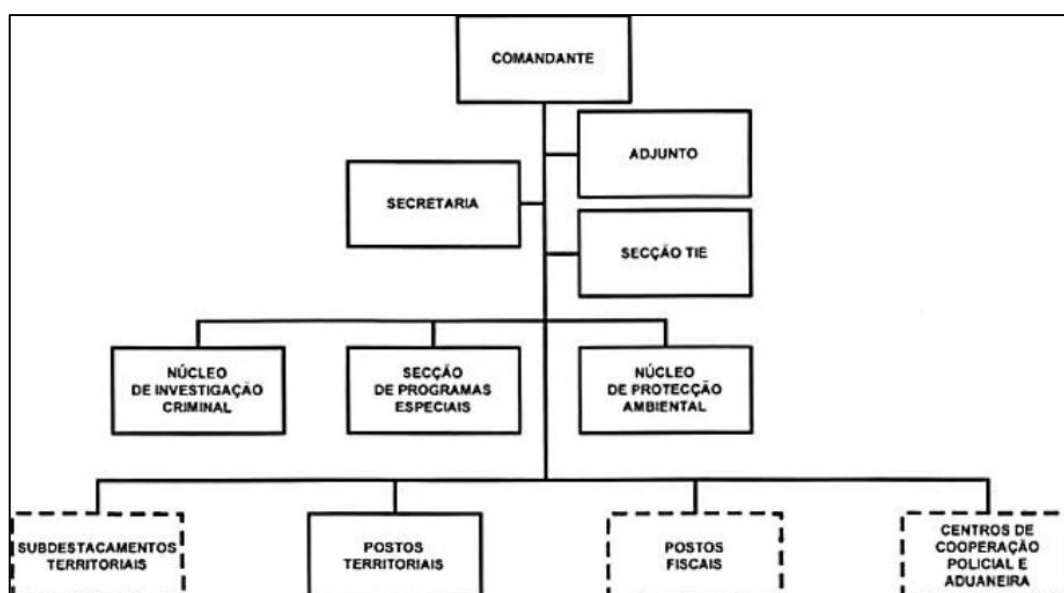 COMANDANTE
ADJUNTO
SECRETARIA
SECÇÃO TIE
NÚCLEO
DE INVESTIGAÇÃO
CRIMINAL
SECÇÃO
DE PROGRAMAS
ESPECIAIS
NÚCLEO
DE PROTECÇÃO
AMBIENTAL
SUBDESTACAMENTOS
TERRITORIAIS
POSTOS
TERRITORIAIS
POSTOS
FISCAIS
CENTROS DE
COOPERAÇÃO
POLICIAL E
ADUANEIRA